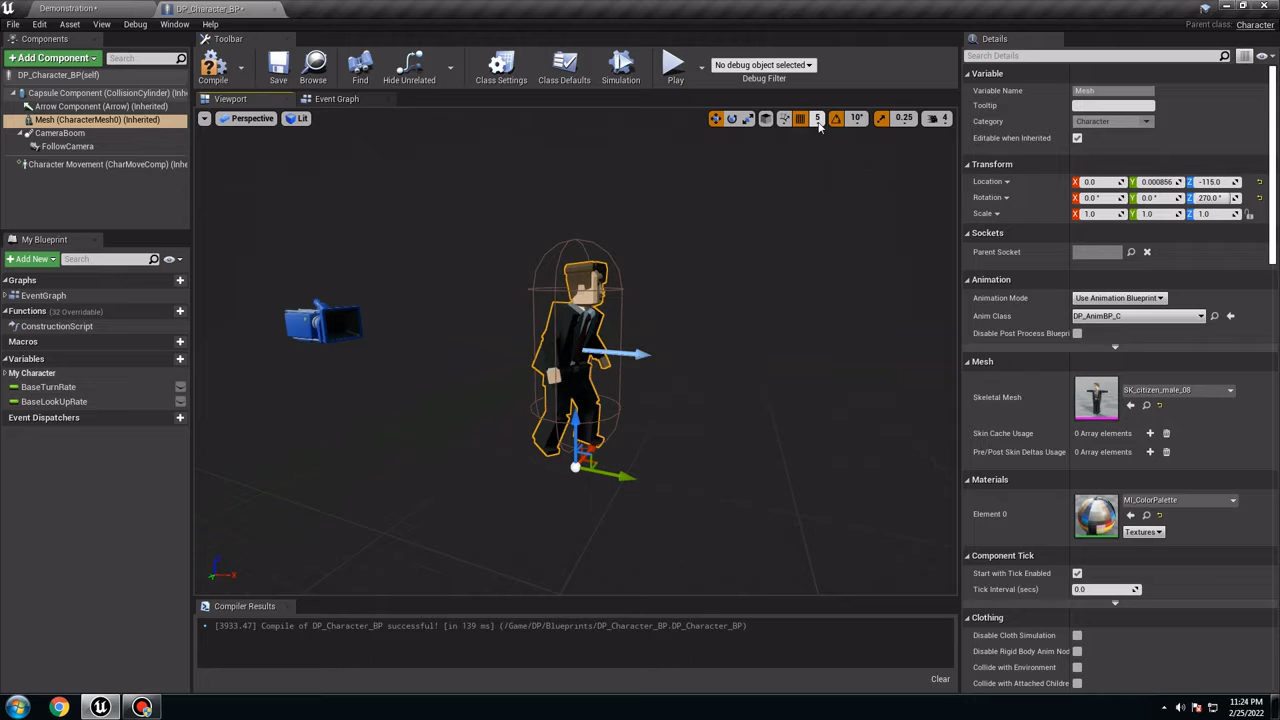 Demonstration*
DP_Character_BP*
File
Edit
Asset
View
Debug
Window
Help
Parent class: Character
Components
+ Add Component
Search
DP_Character_BP(self)
Capsule Component (CollisionCylinder) (Inhe
Arrow Component (Arrow) (Inherited)
Mesh (CharacterMesh0) (Inherited)
CameraBoom
FollowCamera
Character Movement (CharMoveComp) (Inhe
My Blueprint
+ Add New
Search
Graphs
EventGraph
Functions (32 Overridable)
ConstructionScript
Macros
Variables
My Character
BaseTurnRate
BaseLookUpRate
Event Dispatchers
Toolbar
Compile
Save
Browse
Find
Hide Unrelated
Class Settings
Class Defaults
Simulation
Play
No debug object selected
Debug Filter
Viewport
Event Graph
Perspective
Lit
5
10°
0.25
4
Z
X
Compiler Results
[3933.47] Compile of DP_Character_BP successful! [in 139 ms] (/Game/DP/Blueprints/DP_Character_BP.DP_Character_BP)
Clear
Details
Search Details
Variable
Variable Name Mesh
Tooltip
Category Character
Editable when Inherited
Transform
Location X 0.0 Y 0.000856 Z -115.0
Rotation X 0.0 ° Y 0.0 ° Z 270.0 °
Scale X 1.0 Y 1.0 Z 1.0
Sockets
Parent Socket
Animation
Animation Mode Use Animation Blueprint
Anim Class DP_AnimBP_C
Disable Post Process Bluepri
Mesh
Skeletal Mesh SK_citizen_male_08
Skin Cache Usage 0 Array elements
Pre/Post Skin Deltas Usage 0 Array elements
Materials
Element 0 MI_ColorPalette
Textures
Component Tick
Start with Tick Enabled
Tick Interval (secs) 0.0
Clothing
Disable Cloth Simulation
Disable Rigid Body Anim Nod
Collide with Environment
Collide with Attached Childre
11:24 PM
2/25/2022